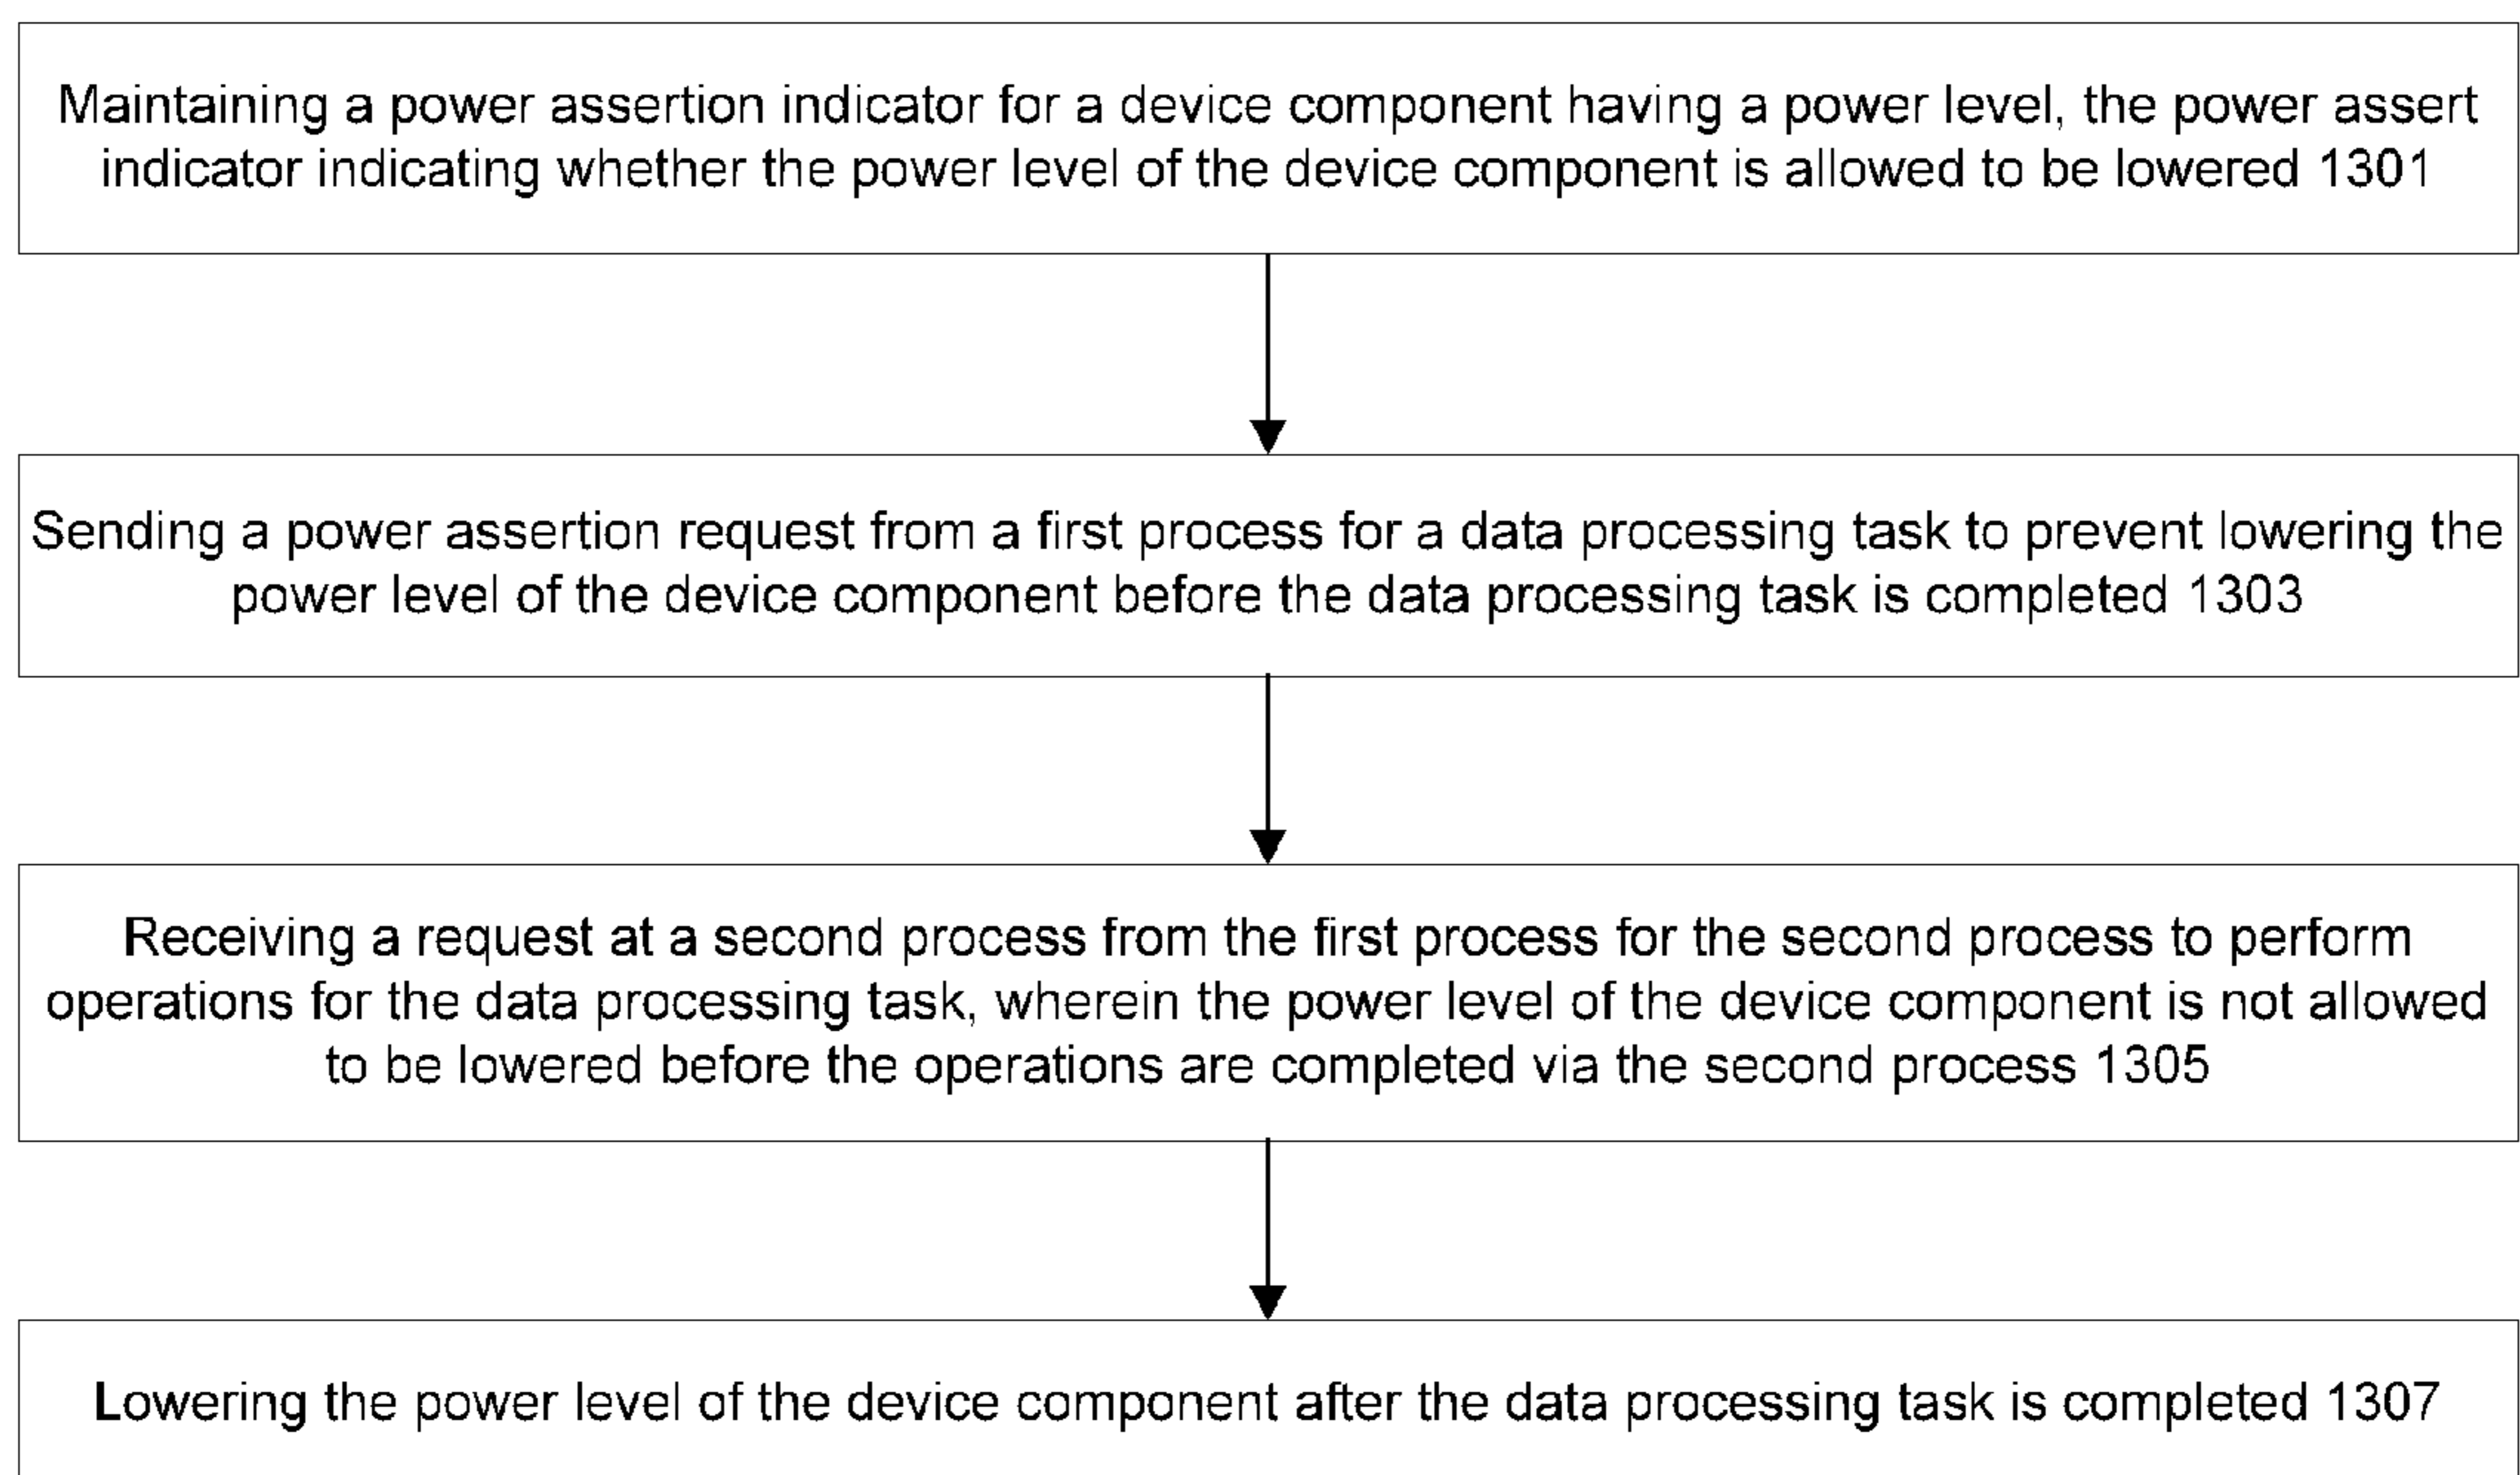 Maintaining a power assertion indicator for a device component having a power level, the power assert
indicator indicating whether the power level of the device component is allowed to be lowered 1301
Sending a power assertion request from a first process for a data processing task to prevent lowering the
power level of the device component before the data processing task is completed 1303
Receiving a request at a second process from the first process for the second process to perform
operations for the data processing task, wherein the power level of the device component is not allowed
to be lowered before the operations are completed via the second process 1305
Lowering the power level of the device component after the data processing task is completed 1307